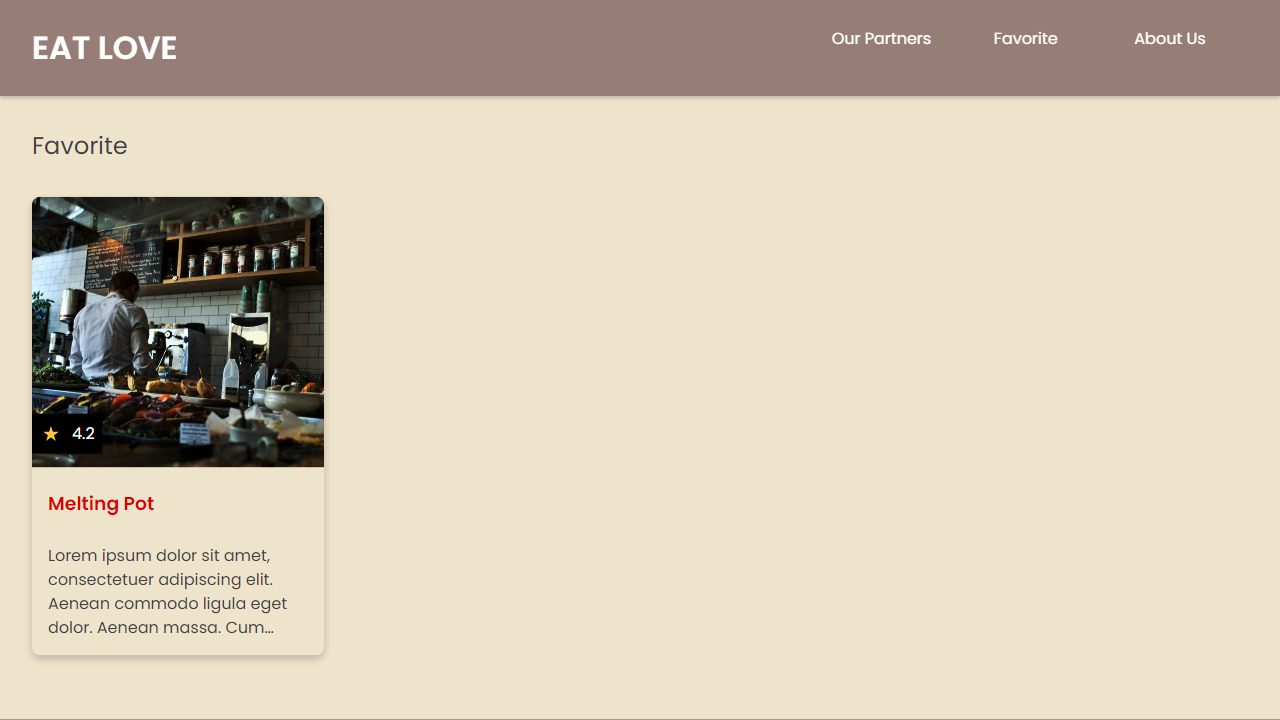 EAT LOVE
Our Partners
Favorite
About Us
Favorite
★ 4.2
Melting Pot
Lorem ipsum dolor sit amet,
consectetuer adipiscing elit.
Aenean commodo ligula eget
dolor. Aenean massa. Cum...